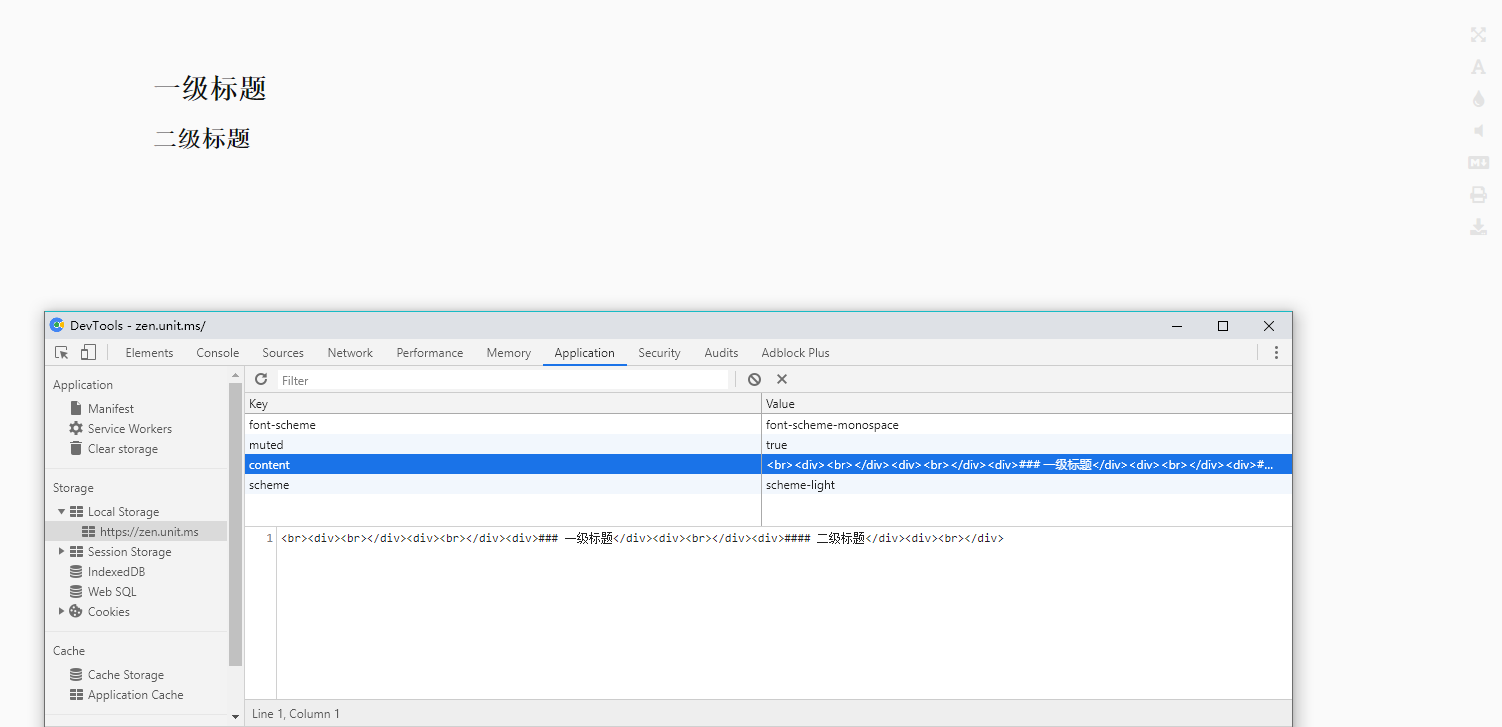 一级标题
二级标题
A
M
DevTools - zen.unit.ms/
Elements Console Sources Network Performance Memory Application Security Audits Adblock Plus
Application
Manifest
Service Workers
Clear storage
Storage
Local Storage
https://zen.unit.ms
Session Storage
IndexedDB
Web SQL
Cookies
Cache
Cache Storage
Application Cache
Filter
Key Value
font-scheme font-scheme-monospace
muted true
content <br><div><br></div><div><br></div><div>### 一级标题</div><div><br></div><div>#...
scheme scheme-light
1 <br><div><br></div><div><br></div><div>### 一级标题</div><div><br></div><div>#### 二级标题</div><div><br></div>
Line 1, Column 1